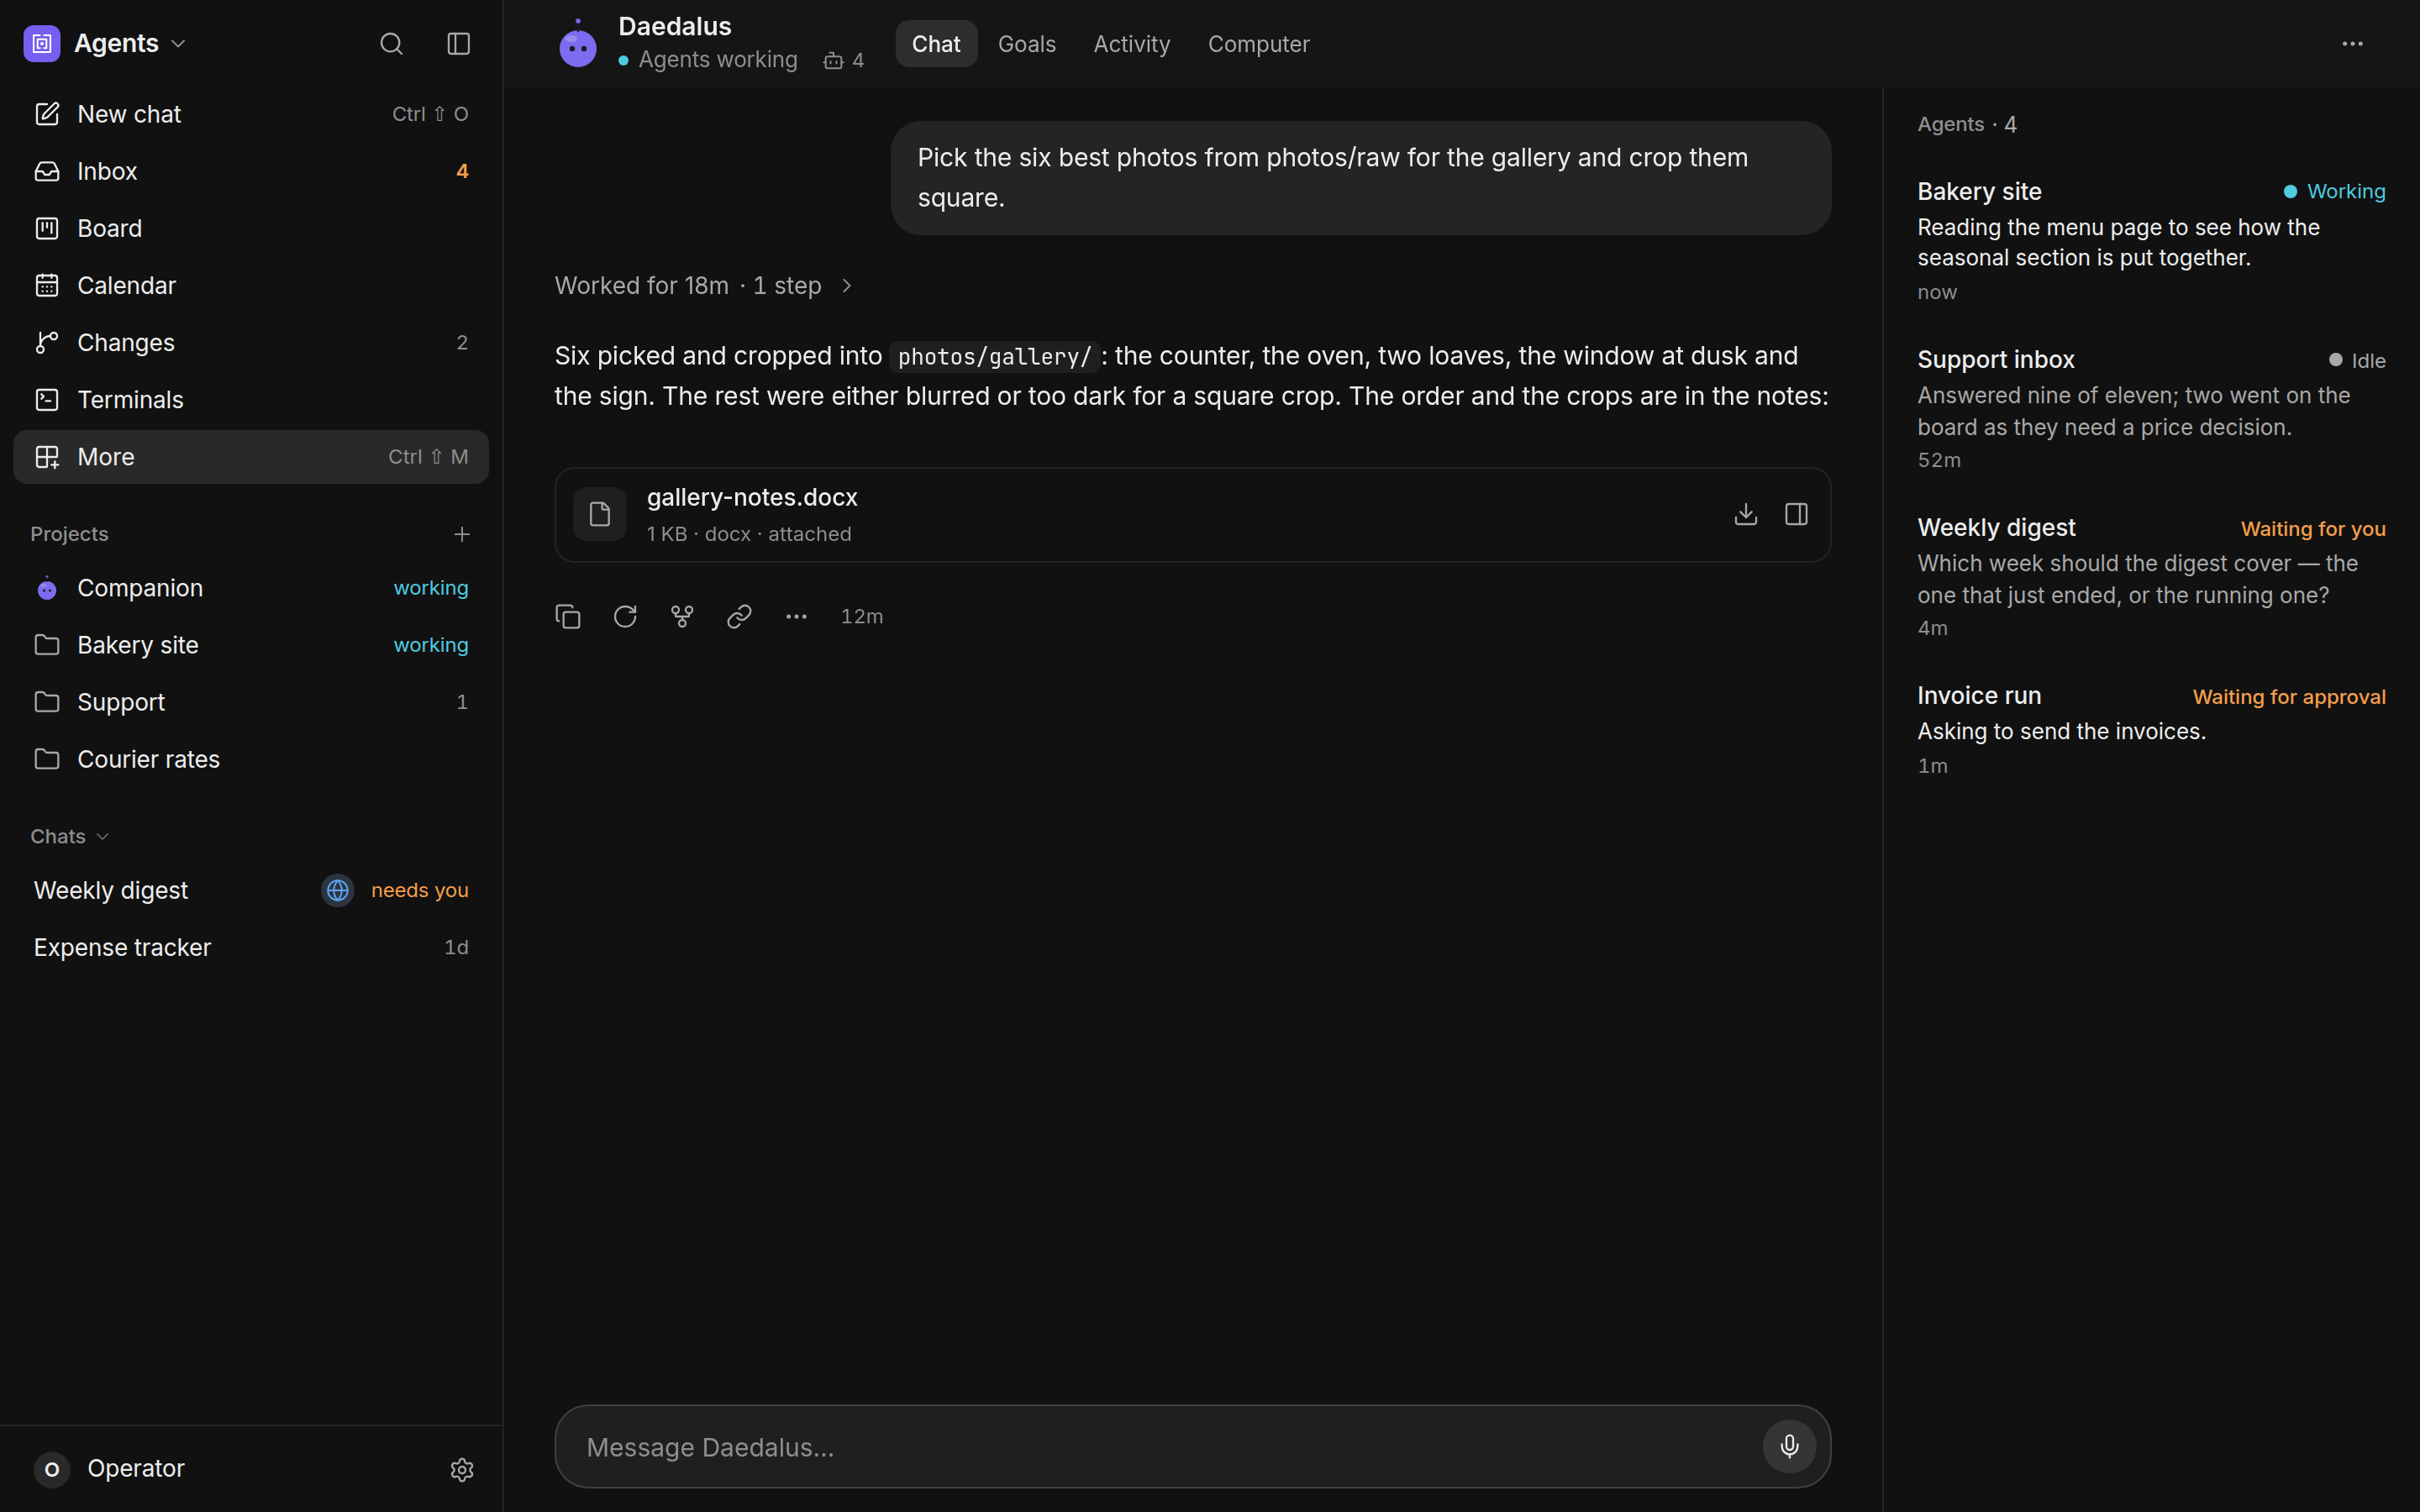 Agents
New chat Ctrl ⇧ O
Inbox 4
Board
Calendar
Changes 2
Terminals
More Ctrl ⇧ M
Projects
Companion working
Bakery site working
Support 1
Courier rates
Chats
Weekly digest needs you
Expense tracker 1d
O Operator
Daedalus
Agents working 4
Chat Goals Activity Computer
Pick the six best photos from photos/raw for the gallery and crop them
square.
Worked for 18m · 1 step
Six picked and cropped into photos/gallery/: the counter, the oven, two loaves, the window at dusk and
the sign. The rest were either blurred or too dark for a square crop. The order and the crops are in the notes:
gallery-notes.docx
1 KB · docx · attached
12m
Message Daedalus...
Agents · 4
Bakery site Working
Reading the menu page to see how the
seasonal section is put together.
now
Support inbox Idle
Answered nine of eleven; two went on the
board as they need a price decision.
52m
Weekly digest Waiting for you
Which week should the digest cover — the
one that just ended, or the running one?
4m
Invoice run Waiting for approval
Asking to send the invoices.
1m